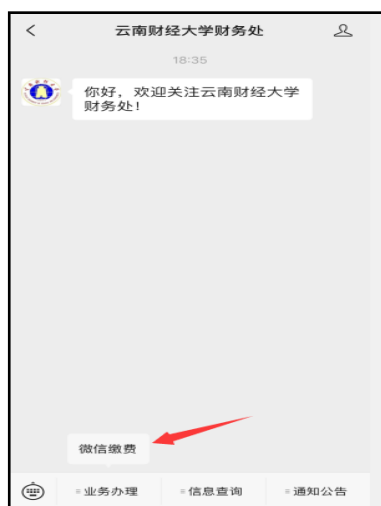 云南财经大学财务处
18:35
你好，欢迎关注云南财经大学
财务处！
微信缴费
业务办理
信息查询
通知公告